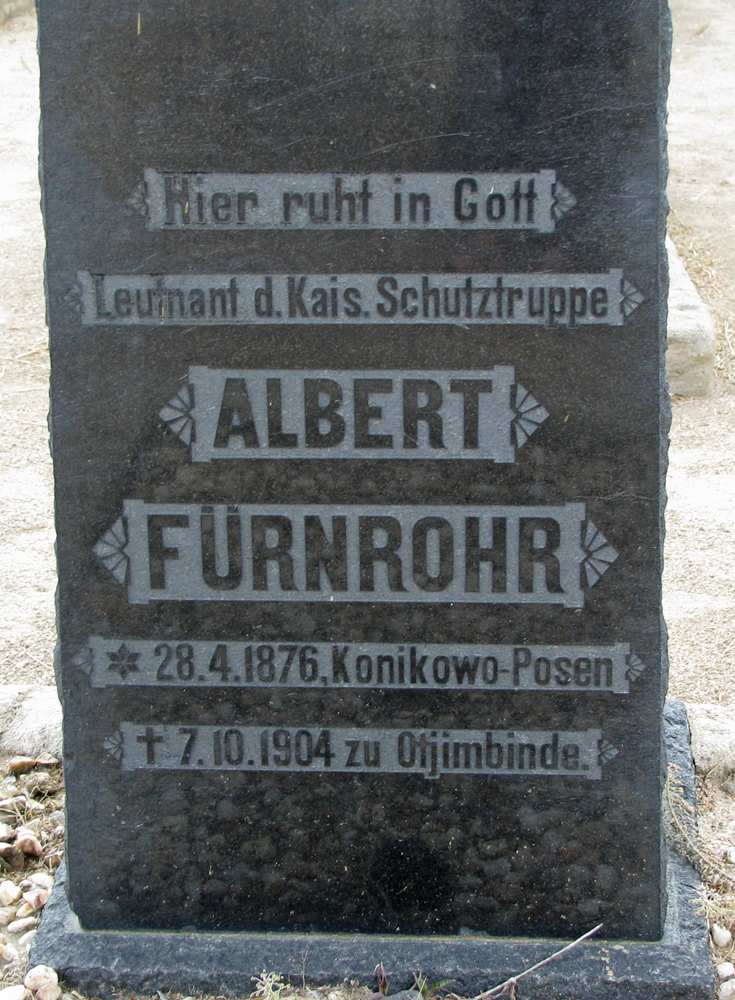 Hier ruht in Gott
Leutnant d. Kais. Schutztruppe
ALBERT
FÜRNROHR
✶ 28.4.1876, Konikowo-Posen
† 7.10.1904 zu Otjimbinde.